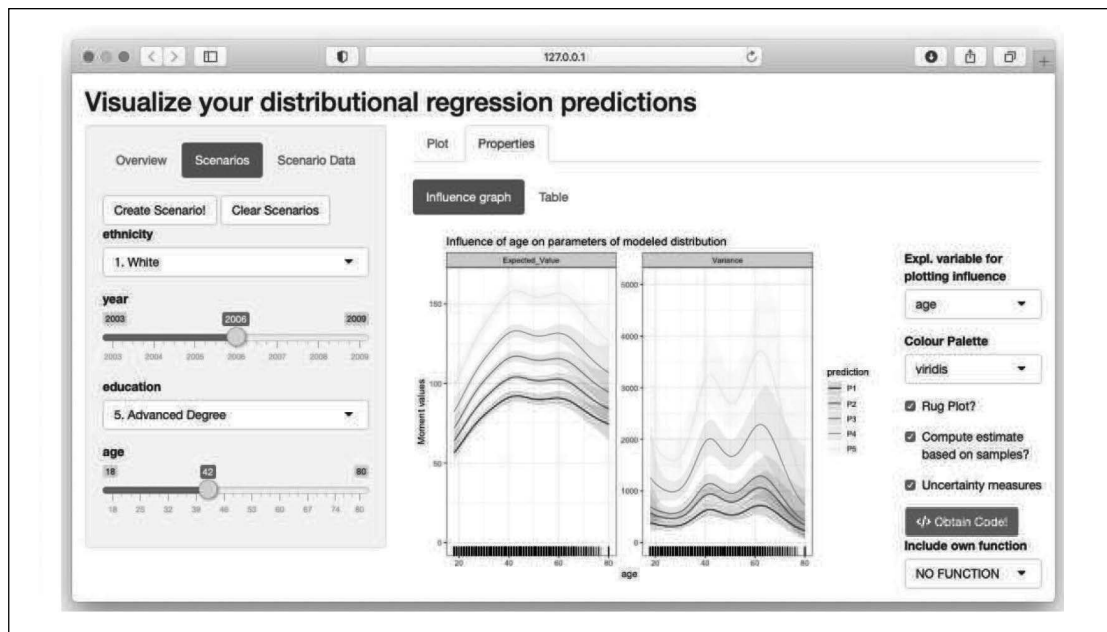 127.0.0.1
Visualize your distributional regression predictions
Overview
Scenarios
Scenario Data
Create Scenario!
Clear Scenarios
ethnicity
1. White
year
2003
2006
2009
2003 2004 2005 2006 2007 2008 2009
education
5. Advanced Degree
age
18
42
80
18 25 32 39 46 53 60 67 74 80
Plot
Properties
Influence graph
Table
Influence of age on parameters of modeled distribution
Expected_Value
Variance
Moment values
150
100
50
0
5000
4000
3000
2000
1000
0
20 40 60 80
20 40 60 80
age
prediction
P1
P2
P3
P4
P5
Expl. variable for
plotting influence
age
Colour Palette
viridis
Rug Plot?
Compute estimate
based on samples?
Uncertainty measures
</> Obtain Code!
Include own function
NO FUNCTION